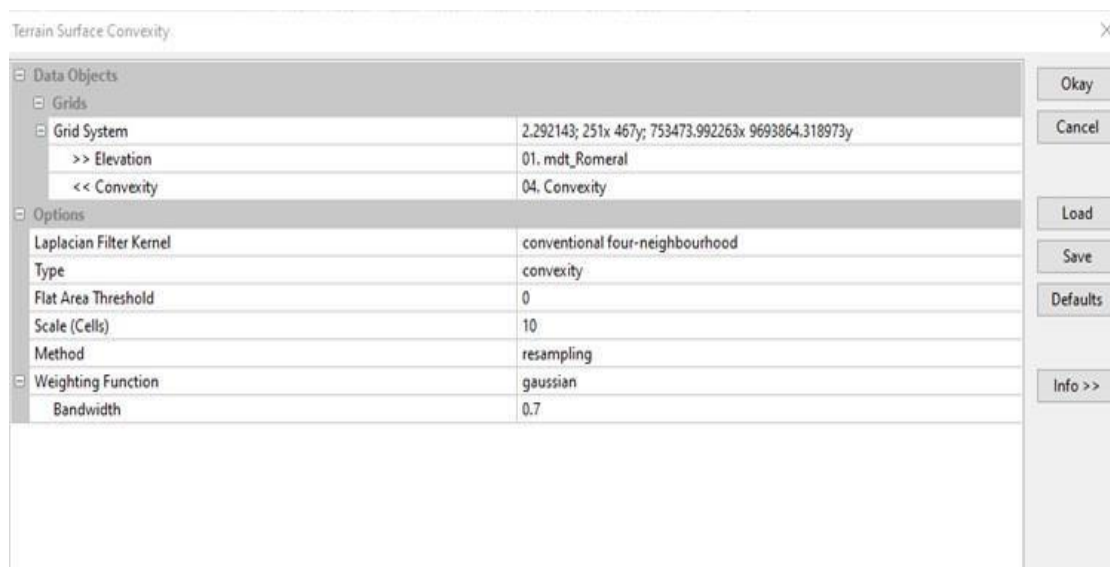 Terrain Surface Convexity
Data Objects
Grids
Grid System 2.292143; 251x 467y; 753473.992263x 9693864.318973y
>> Elevation 01. mdt_Romeral
<< Convexity 04. Convexity
Options
Laplacian Filter Kernel conventional four-neighbourhood
Type convexity
Flat Area Threshold 0
Scale (Cells) 10
Method resampling
Weighting Function gaussian
Bandwidth 0.7
Okay
Cancel
Load
Save
Defaults
Info >>